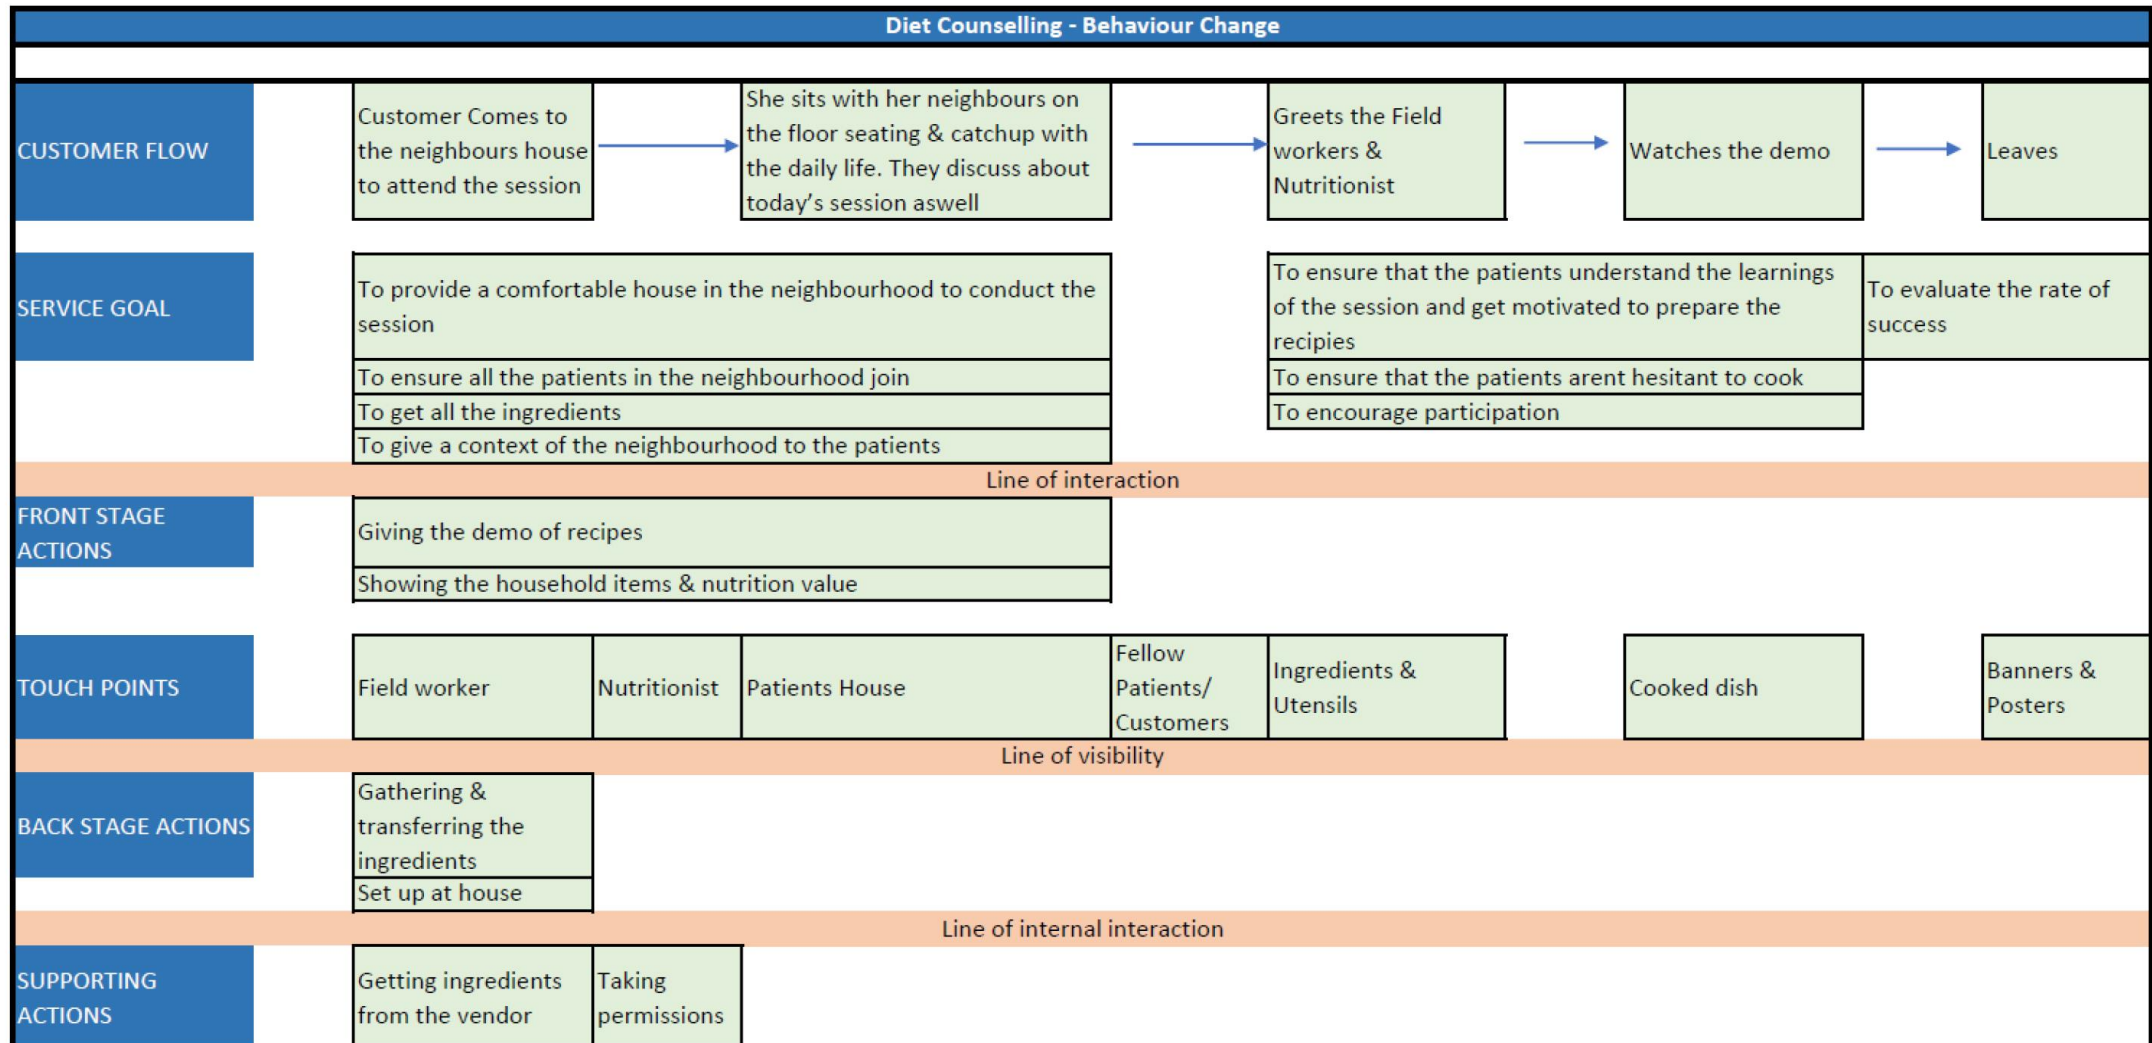 Diet Counselling - Behaviour Change
CUSTOMER FLOW
Customer Comes to
the neighbours house
to attend the session
She sits with her neighbours on
the floor seating & catchup with
the daily life. They discuss about
today's session aswell
Greets the Field
workers &
Nutritionist
Watches the demo
Leaves
SERVICE GOAL
To provide a comfortable house in the neighbourhood to conduct the
session
To ensure that the patients understand the learnings
of the session and get motivated to prepare the
recipies
To evaluate the rate of
success
To ensure all the patients in the neighbourhood join
To ensure that the patients arent hesitant to cook
To get all the ingredients
To encourage participation
To give a context of the neighbourhood to the patients
Line of interaction
FRONT STAGE
ACTIONS
Giving the demo of recipes
Showing the household items & nutrition value
TOUCH POINTS
Field worker
Nutritionist
Patients House
Fellow
Patients/
Customers
Ingredients &
Utensils
Cooked dish
Banners &
Posters
Line of visibility
BACK STAGE ACTIONS
Gathering &
transferring the
ingredients
Set up at house
Line of internal interaction
SUPPORTING
ACTIONS
Getting ingredients
from the vendor
Taking
permissions